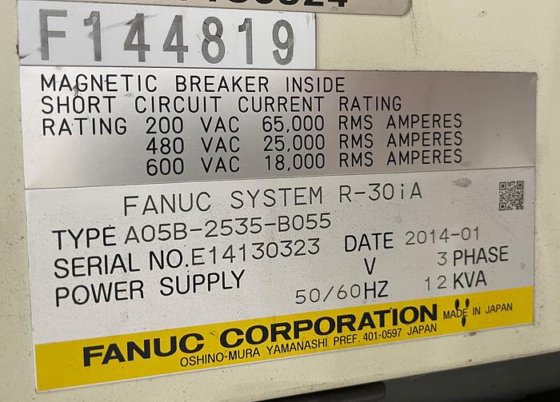 F144819
MAGNETIC BREAKER INSIDE
SHORT CIRCUIT CURRENT RATING
RATING 200 VAC 65,000 RMS AMPERES
480 VAC 25,000 RMS AMPERES
600 VAC 18,000 RMS AMPERES
FANUC SYSTEM R-30iA
TYPE A05B-2535-B055
SERIAL NO. E14130323 DATE 2014-01
POWER SUPPLY V 3 PHASE
50/60HZ 12 KVA
FANUC CORPORATION MADE IN JAPAN
OSHINO-MURA YAMANASHI PREF. 401-0597 JAPAN